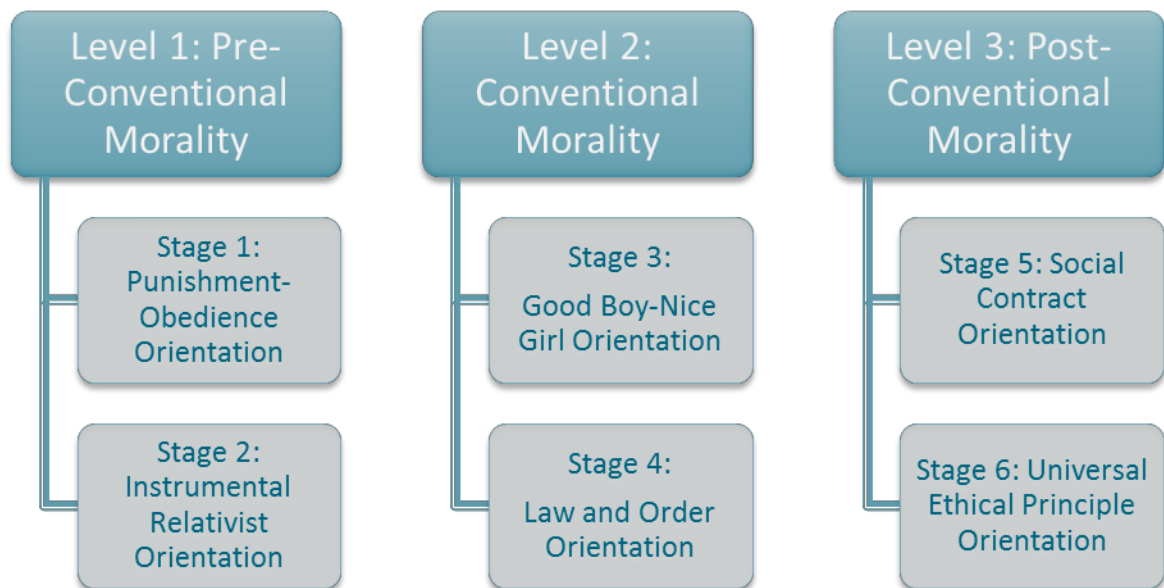 Level 1: Pre-
Conventional
Morality
Stage 1:
Punishment-
Obedience
Orientation
Stage 2:
Instrumental
Relativist
Orientation
Level 2:
Conventional
Morality
Stage 3:
Good Boy-Nice
Girl Orientation
Stage 4:
Law and Order
Orientation
Level 3: Post-
Conventional
Morality
Stage 5: Social
Contract
Orientation
Stage 6: Universal
Ethical Principle
Orientation